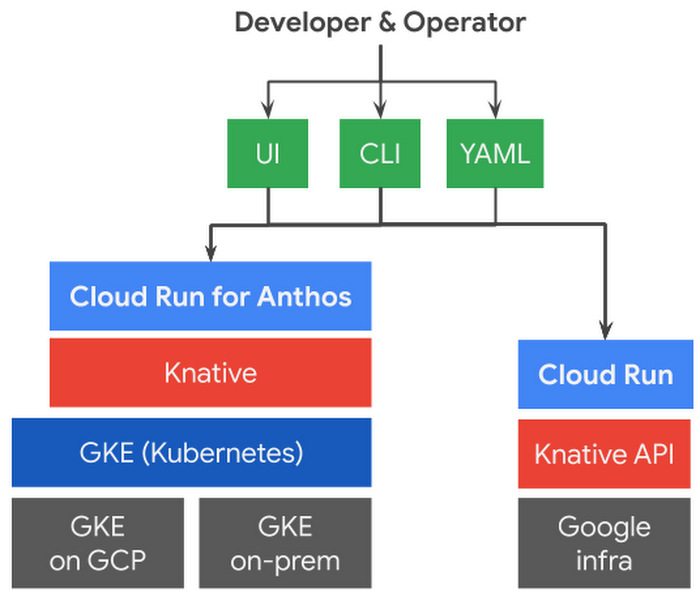 Developer & Operator
UI
CLI
YAML
Cloud Run for Anthos
Knative
GKE (Kubernetes)
GKE
on GCP
GKE
on-prem
Cloud Run
Knative API
Google
infra